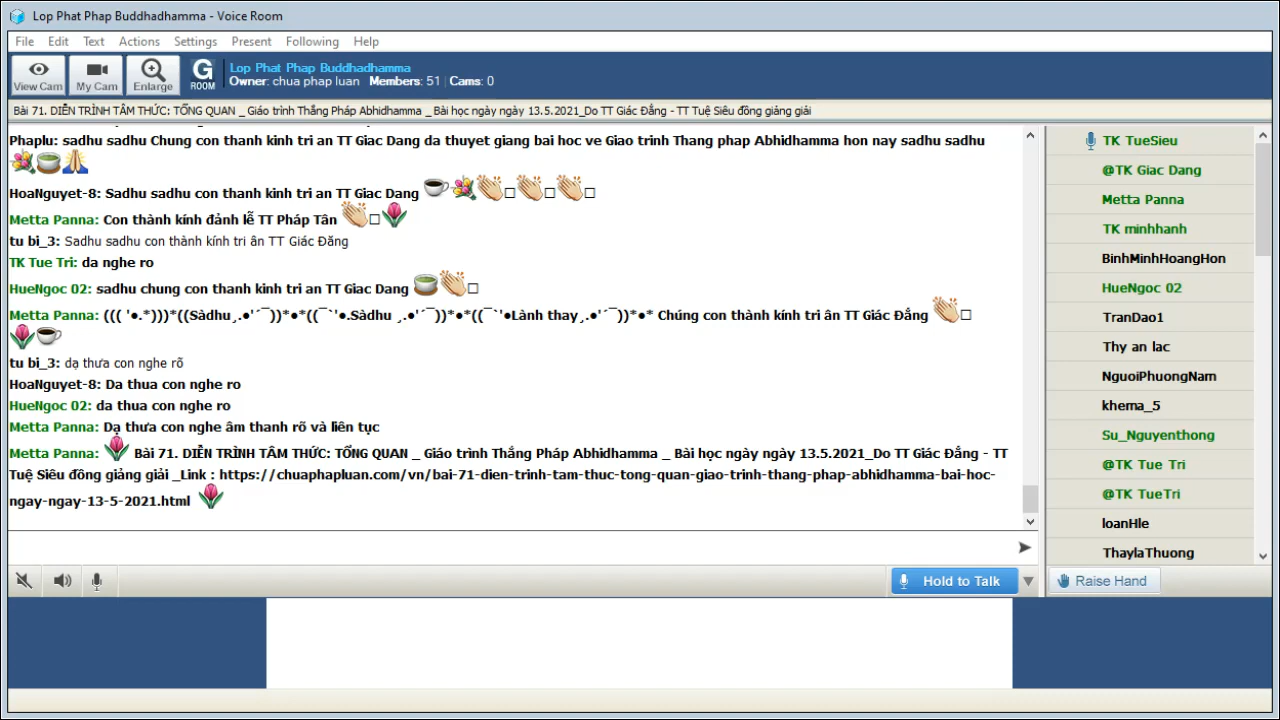 Lop Phat Phap Buddhadhamma - Voice Room
File Edit Text Actions Settings Present Following Help
View Cam My Cam Enlarge G ROOM
Lop Phat Phap Buddhadhamma
Owner: chua phap luan Members: 51 Cams: 0
Bài 71. DIỄN TRÌNH TÂM THỨC: TỔNG QUAN _ Giáo trình Thắng Pháp Abhidhamma _ Bài học ngày ngày 13.5.2021_Do TT Giác Đẳng - TT Tuệ Siêu đồng giảng giải
Phaplu: sadhu sadhu Chung con thanh kinh tri an TT Giac Dang da thuyet giang bai hoc ve Giao trinh Thang phap Abhidhamma hon nay sadhu sadhu
HoaNguyet-8: Sadhu sadhu con thanh kinh tri an TT Giac Dang
Metta Panna: Con thành kính đảnh lễ TT Pháp Tân
tu bi_3: Sadhu sadhu con thành kính tri ân TT Giác Đăng
TK Tue Tri: da nghe ro
HueNgoc 02: sadhu chung con thanh kinh tri an TT Giac Dang
Metta Panna: ((( '●.*)))*((Sàdhu¸.●'´¯))*●*((¯`'●.Sàdhu ¸.●'´¯))*●*((¯`'●Lành thay¸.●'´¯))*●* Chúng con thành kính tri ân TT Giác Đẳng
tu bi_3: dạ thưa con nghe rõ
HoaNguyet-8: Da thua con nghe ro
HueNgoc 02: da thua con nghe ro
Metta Panna: Dạ thưa con nghe âm thanh rõ và liên tục
Metta Panna: Bài 71. DIỄN TRÌNH TÂM THỨC: TỔNG QUAN _ Giáo trình Thắng Pháp Abhidhamma _ Bài học ngày ngày 13.5.2021_Do TT Giác Đẳng - TT
Tuệ Siêu đồng giảng giải _Link : https://chuaphapluan.com/vn/bai-71-dien-trinh-tam-thuc-tong-quan-giao-trinh-thang-phap-abhidhamma-bai-hoc-
ngay-ngay-13-5-2021.html
TK TueSieu
@TK Giac Dang
Metta Panna
TK minhhanh
BinhMinhHoangHon
HueNgoc 02
TranDao1
Thy an lac
NguoiPhuongNam
khema_5
Su_Nguyenthong
@TK Tue Tri
@TK TueTri
loanHle
ThaylaThuong
Hold to Talk
Raise Hand